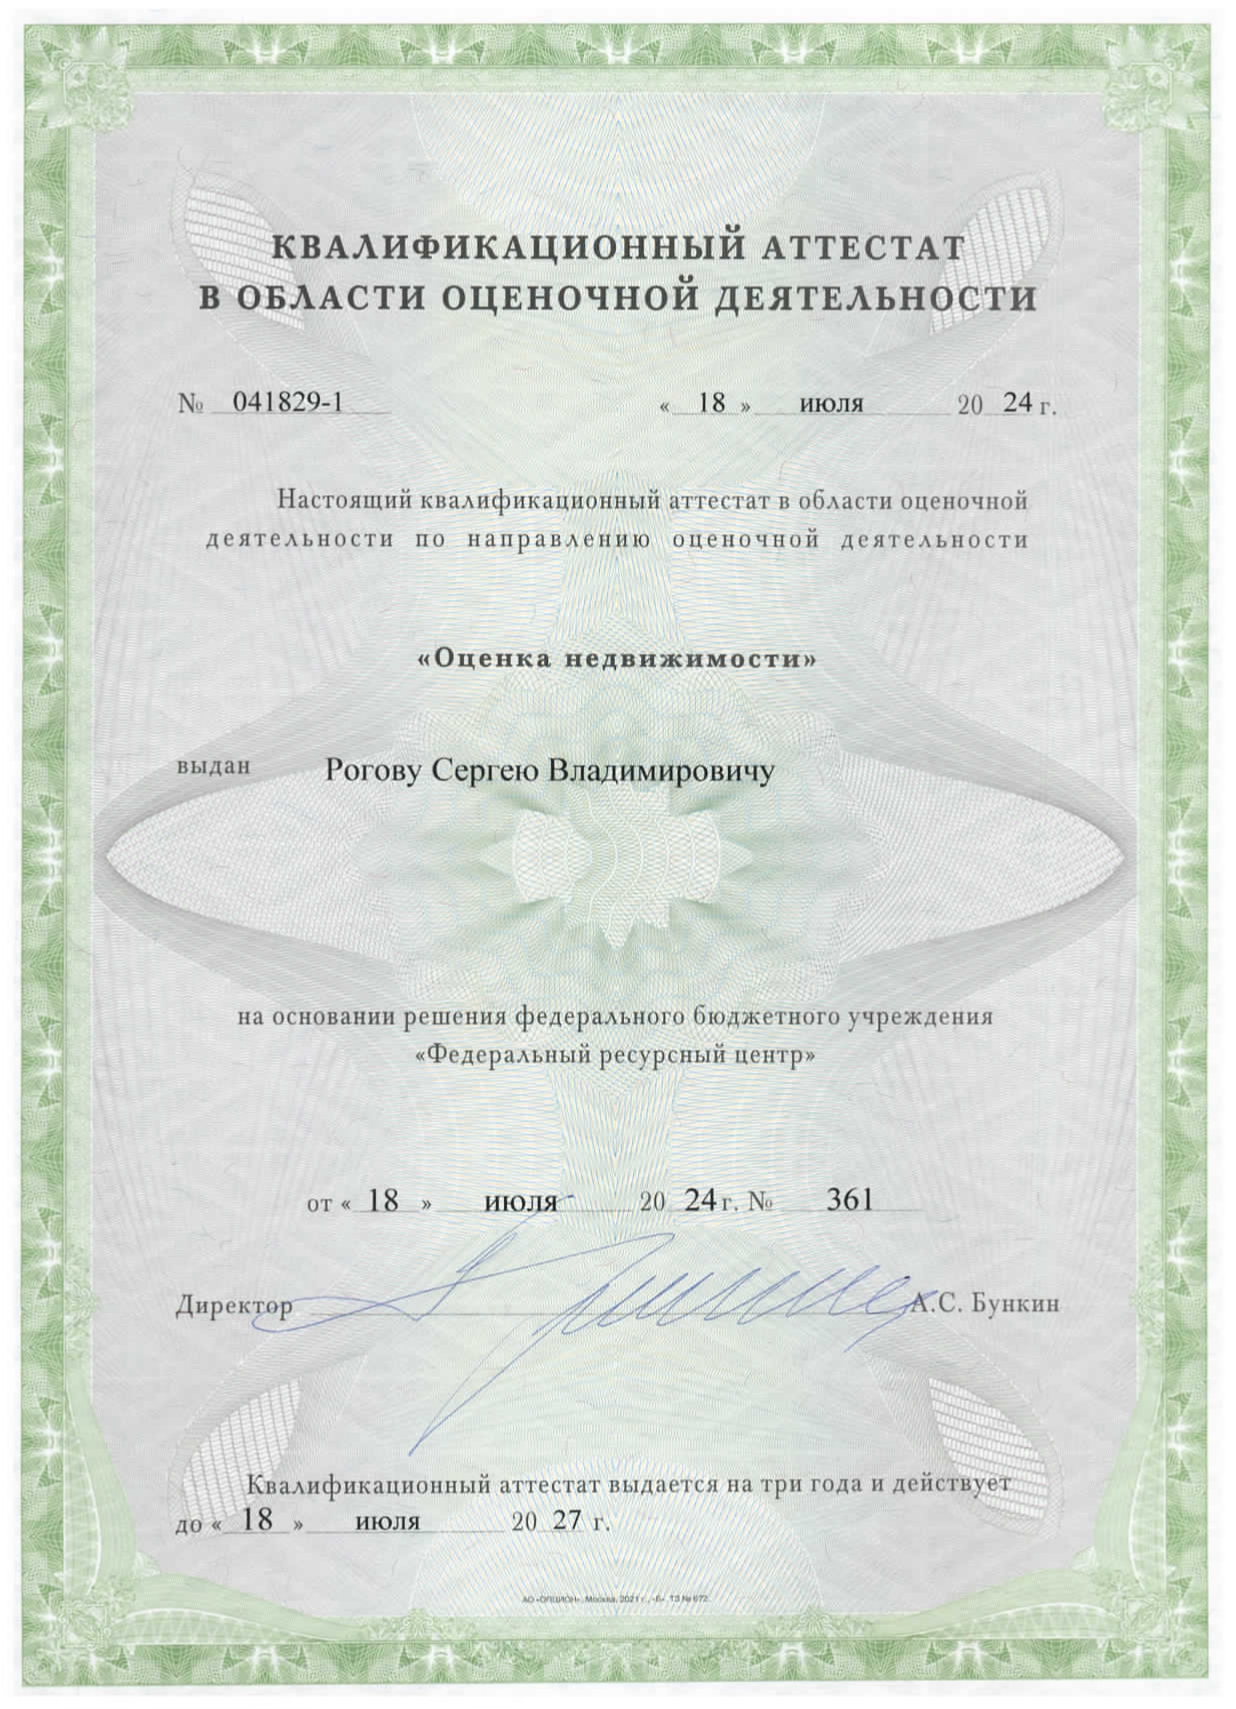 КВАЛИФИКАЦИОННЫЙ АТТЕСТАТ
В ОБЛАСТИ ОЦЕНОЧНОЙ ДЕЯТЕЛЬНОСТИ
№ 041829-1 « 18 » июля 20 24 г.
Настоящий квалификационный аттестат в области оценочной
деятельности по направлению оценочной деятельности
«Оценка недвижимости»
выдан Рогову Сергею Владимировичу
на основании решения федерального бюджетного учреждения
«Федеральный ресурсный центр»
от « 18 » июля 20 24 г. № 361
Директор А.С. Бункин
Квалификационный аттестат выдается на три года и действует
до « 18 » июля 20 27 г.
АО «ОПЦИОН», Москва, 2021 г., «Б». ТЗ № 672.